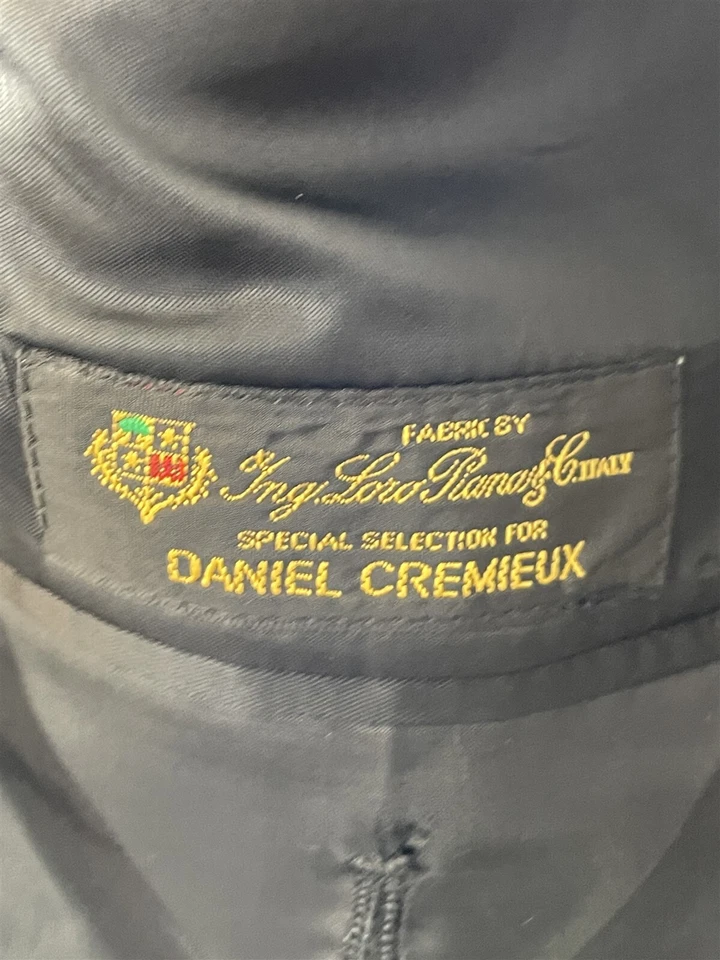 FABRIC BY
Ing. Loro Piana & C. ITALY
SPECIAL SELECTION FOR
DANIEL CREMIEUX